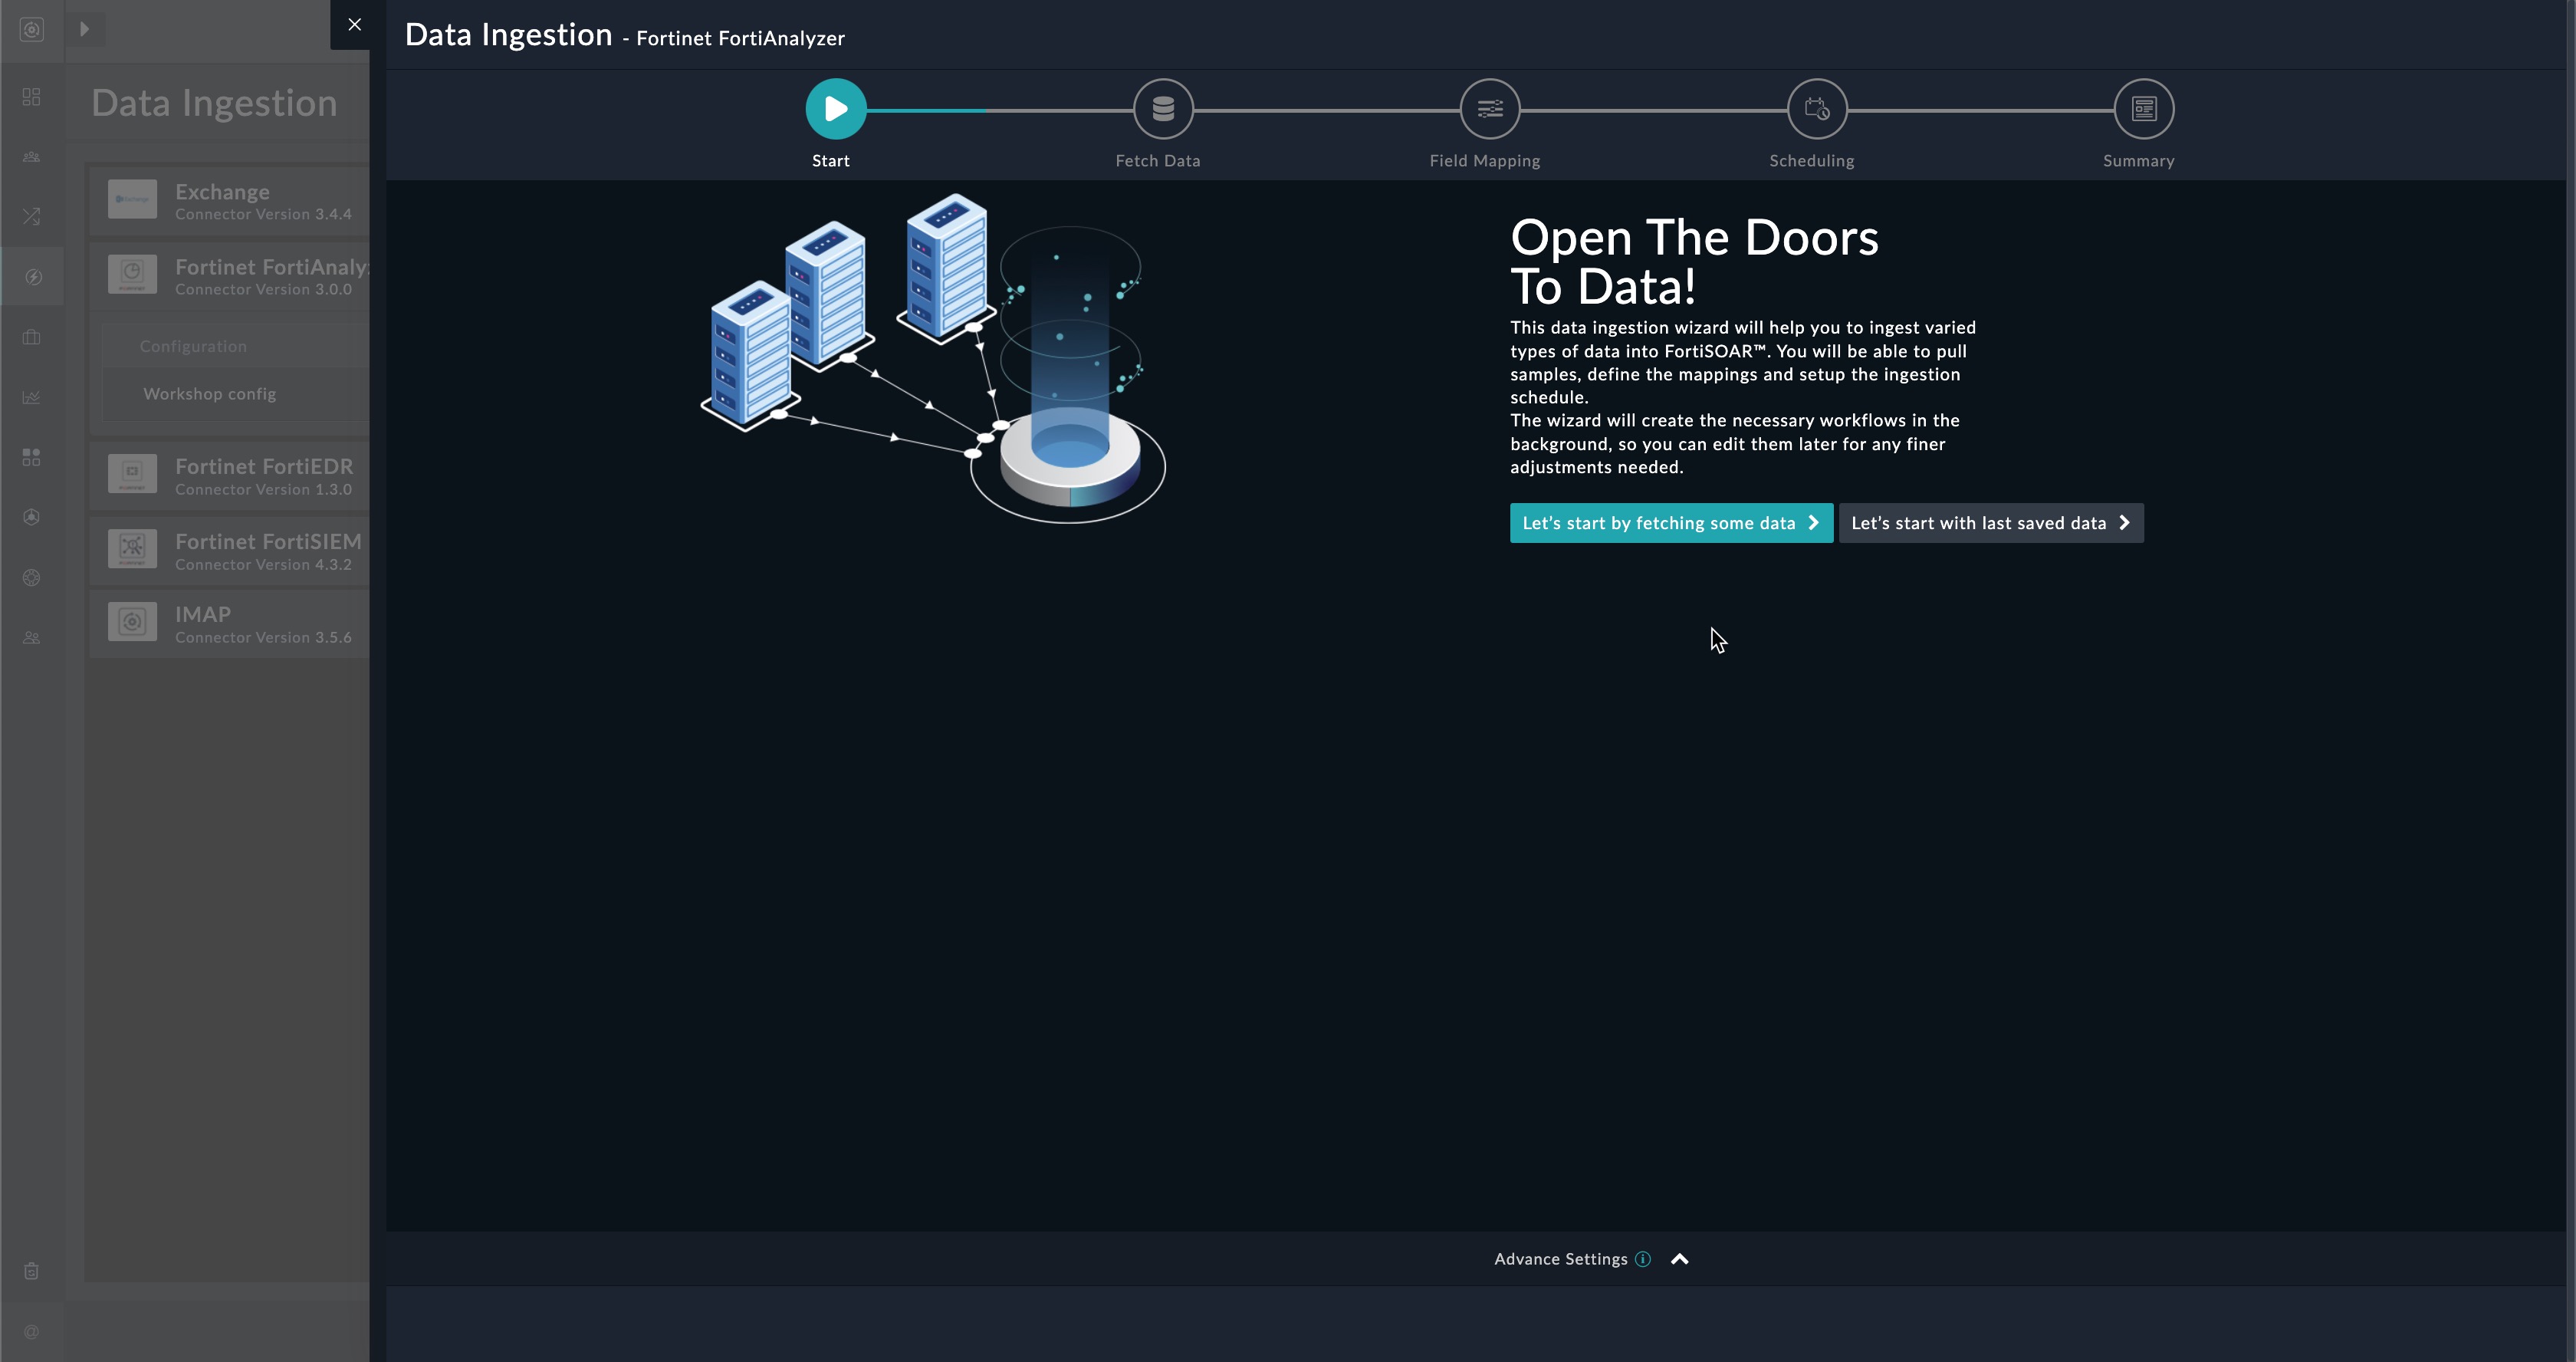 Data Ingestion - Fortinet FortiAnalyzer
Start
Fetch Data
Field Mapping
Scheduling
Summary
Data Ingestion
Exchange
Connector Version 3.4.4
Fortinet FortiAnaly
Connector Version 3.0.0
Configuration
Workshop config
Fortinet FortiEDR
Connector Version 1.3.0
Fortinet FortiSIEM
Connector Version 4.3.2
IMAP
Connector Version 3.5.6
Open The Doors
To Data!
This data ingestion wizard will help you to ingest varied
types of data into FortiSOAR™. You will be able to pull
samples, define the mappings and setup the ingestion
schedule.
The wizard will create the necessary workflows in the
background, so you can edit them later for any finer
adjustments needed.
Let’s start by fetching some data
Let’s start with last saved data
Advance Settings